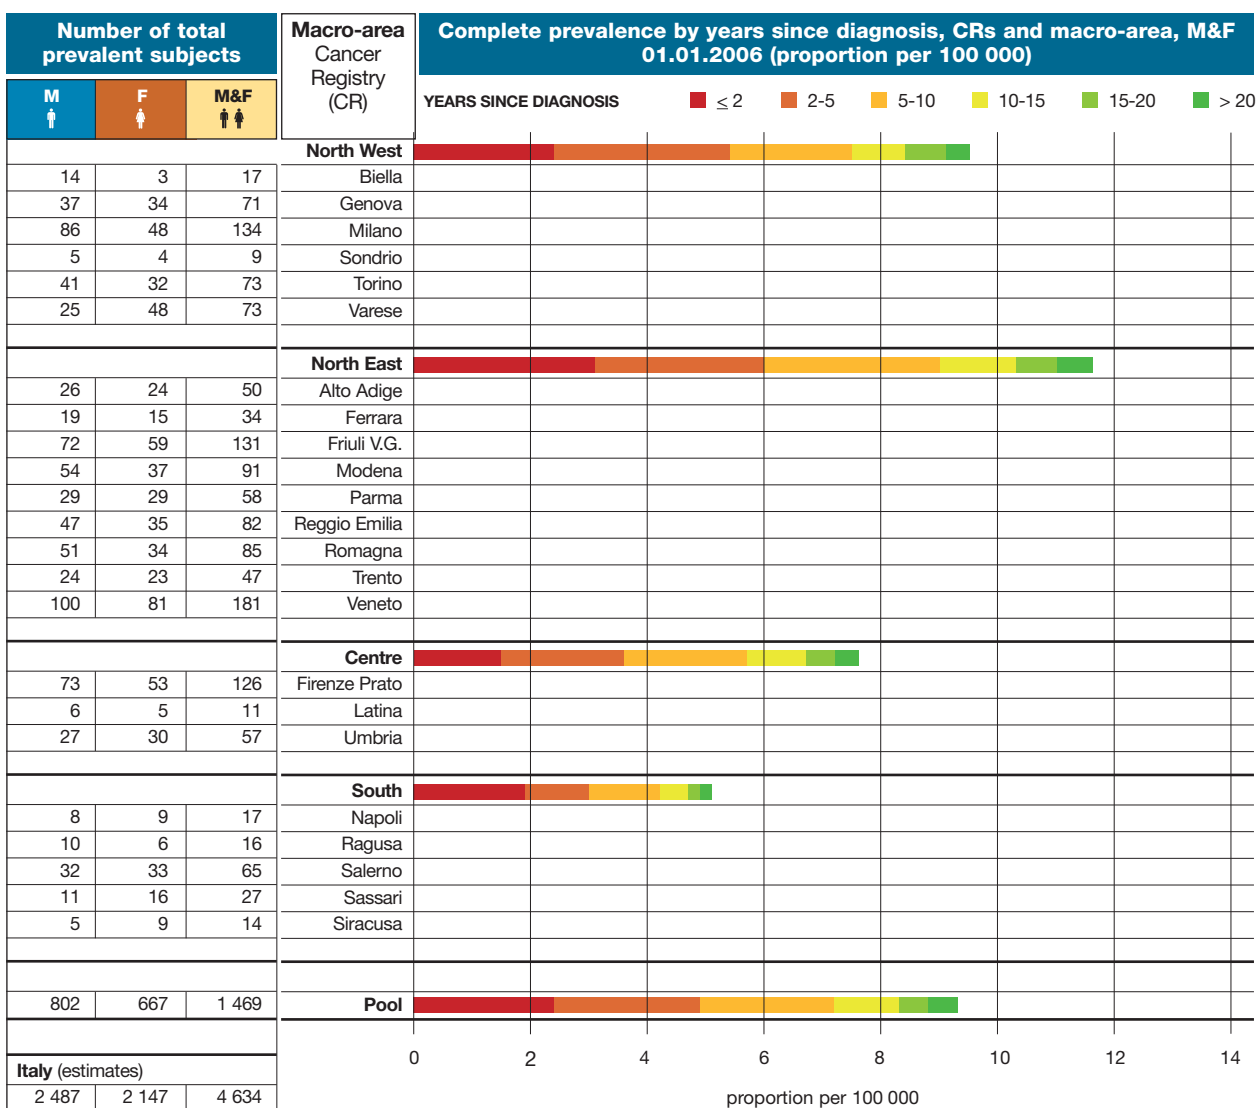 Number of total
prevalent subjects
Macro-area
Cancer
Registry
(CR)
Complete prevalence by years since diagnosis, CRs and macro-area, M&F
01.01.2006 (proportion per 100 000)
M F M&F
YEARS SINCE DIAGNOSIS ≤ 2 2-5 5-10 10-15 15-20 > 20
North West
14 3 17 Biella
37 34 71 Genova
86 48 134 Milano
5 4 9 Sondrio
41 32 73 Torino
25 48 73 Varese
North East
26 24 50 Alto Adige
19 15 34 Ferrara
72 59 131 Friuli V.G.
54 37 91 Modena
29 29 58 Parma
47 35 82 Reggio Emilia
51 34 85 Romagna
24 23 47 Trento
100 81 181 Veneto
Centre
73 53 126 Firenze Prato
6 5 11 Latina
27 30 57 Umbria
South
8 9 17 Napoli
10 6 16 Ragusa
32 33 65 Salerno
11 16 27 Sassari
5 9 14 Siracusa
802 667 1 469 Pool
0 2 4 6 8 10 12 14
Italy (estimates)
2 487 2 147 4 634
proportion per 100 000